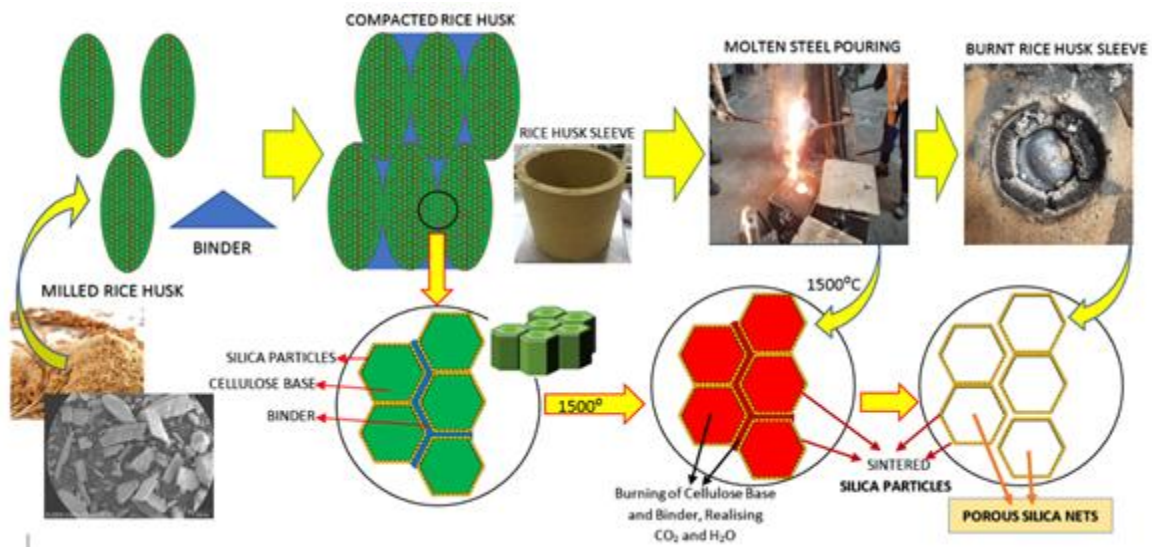 COMPACTED RICE HUSK
MOLTEN STEEL POURING
BURNT RICE HUSK SLEEVE
RICE HUSK SLEEVE
BINDER
MILLED RICE HUSK
1500⁰C
SILICA PARTICLES
CELLULOSE BASE
BINDER
1500⁰
SINTERED
SILICA PARTICLES
Burning of Cellulose Base
and Binder, Realising
CO₂ and H₂O
POROUS SILICA NETS